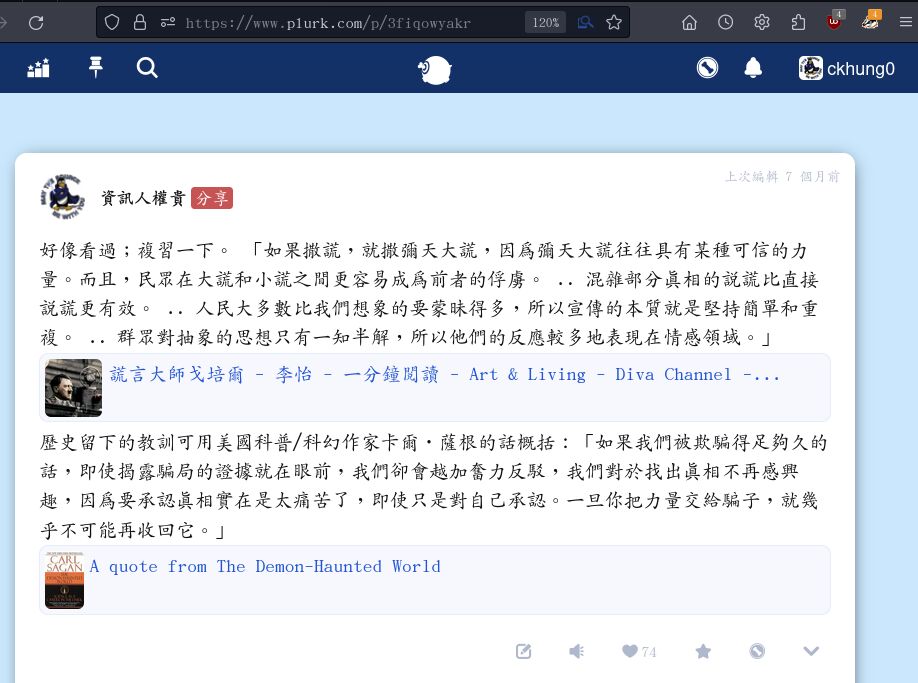 https://www.plurk.com/p/3fiqowyakr
120%
4
4
ckhung0
上次編輯 7 個月前
資訊人權貴 分享
好像看過；複習一下。 「如果撒謊，就撒彌天大謊，因為彌天大謊往往具有某種可信的力
量。而且，民眾在大謊和小謊之間更容易成為前者的俘虜。 .. 混雜部分真相的說謊比直接
說謊更有效。 .. 人民大多數比我們想象的要蒙昧得多，所以宣傳的本質就是堅持簡單和重
複。 .. 群眾對抽象的思想只有一知半解，所以他們的反應較多地表現在情感領域。」
謊言大師戈培爾 - 李怡 - 一分鐘閱讀 - Art & Living - Diva Channel -...
歷史留下的教訓可用美國科普/科幻作家卡爾・薩根的話概括：「如果我們被欺騙得足夠久的
話，即使揭露騙局的證據就在眼前，我們卻會越加奮力反駁，我們對於找出真相不再感興
趣，因為要承認真相實在是太痛苦了，即使只是對自己承認。一旦你把力量交給騙子，就幾
乎不可能再收回它。」
CARL
SAGAN
A quote from The Demon-Haunted World
74